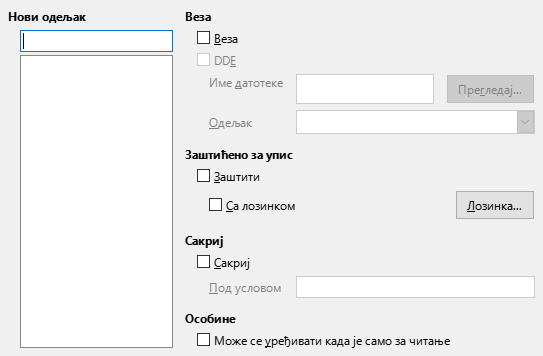 Нови одељак
Веза
Веза
DDE
Име датотеке
Прегледај...
Одељак
Заштићено за упис
Заштити
Са лозинком
Лозинка...
Сакриј
Сакриј
Под условом
Особине
Може се уређивати када је само за читање